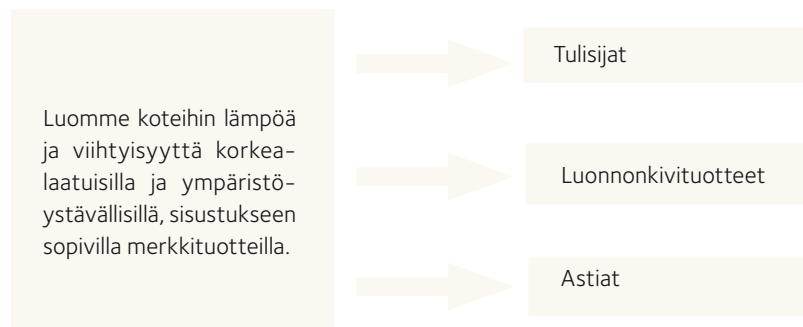 Luomme koteihin lämpöä
ja viihtyisyyttä korkea-
laatuisilla ja ympäristö-
ystävällisillä, sisustukseen
sopivilla merkkituotteilla.
Tulisijat
Luonnonkivituotteet
Astiat